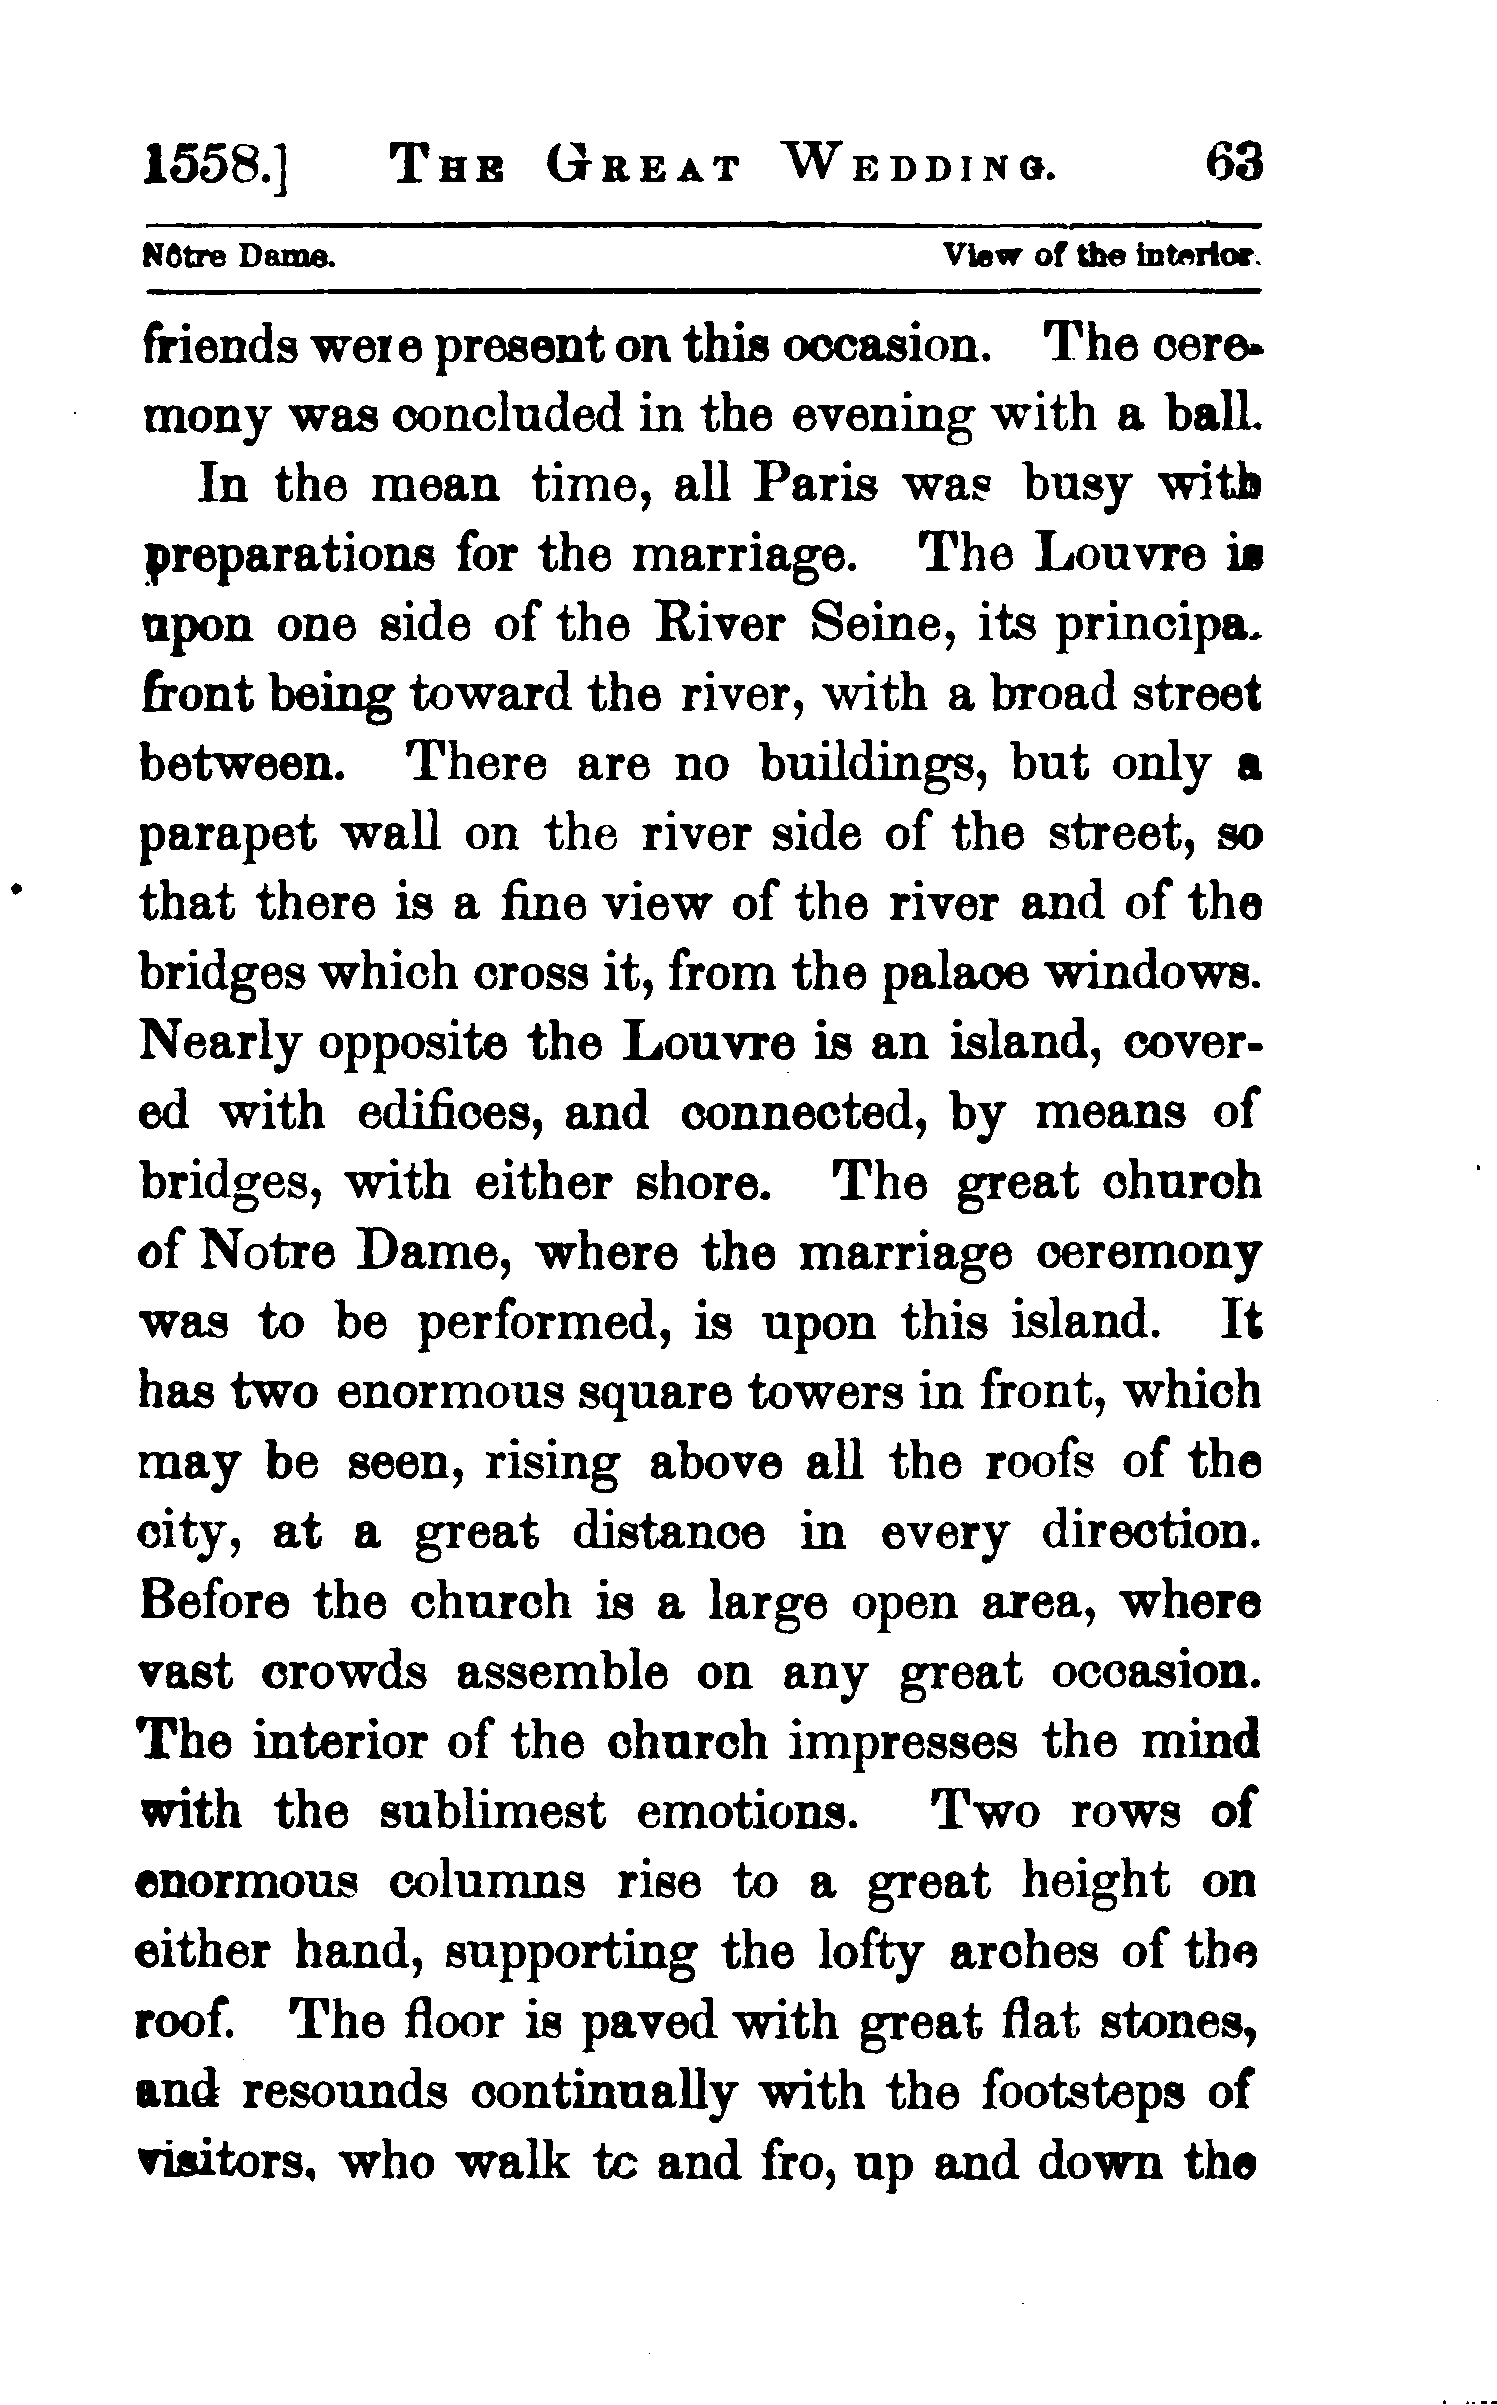 1558.] THE GREAT WEDDING. 63
Nôtre Dame. View of the interior.
friends were present on this occasion. The cere-
mony was concluded in the evening with a ball.
In the mean time, all Paris was busy with
preparations for the marriage. The Louvre is
upon one side of the River Seine, its principa.
front being toward the river, with a broad street
between. There are no buildings, but only a
parapet wall on the river side of the street, so
that there is a fine view of the river and of the
bridges which cross it, from the palace windows.
Nearly opposite the Louvre is an island, cover-
ed with edifices, and connected, by means of
bridges, with either shore. The great church
of Notre Dame, where the marriage ceremony
was to be performed, is upon this island. It
has two enormous square towers in front, which
may be seen, rising above all the roofs of the
city, at a great distance in every direction.
Before the church is a large open area, where
vast crowds assemble on any great occasion.
The interior of the church impresses the mind
with the sublimest emotions. Two rows of
enormous columns rise to a great height on
either hand, supporting the lofty arches of the
roof. The floor is paved with great flat stones,
and resounds continually with the footsteps of
visitors, who walk to and fro, up and down the